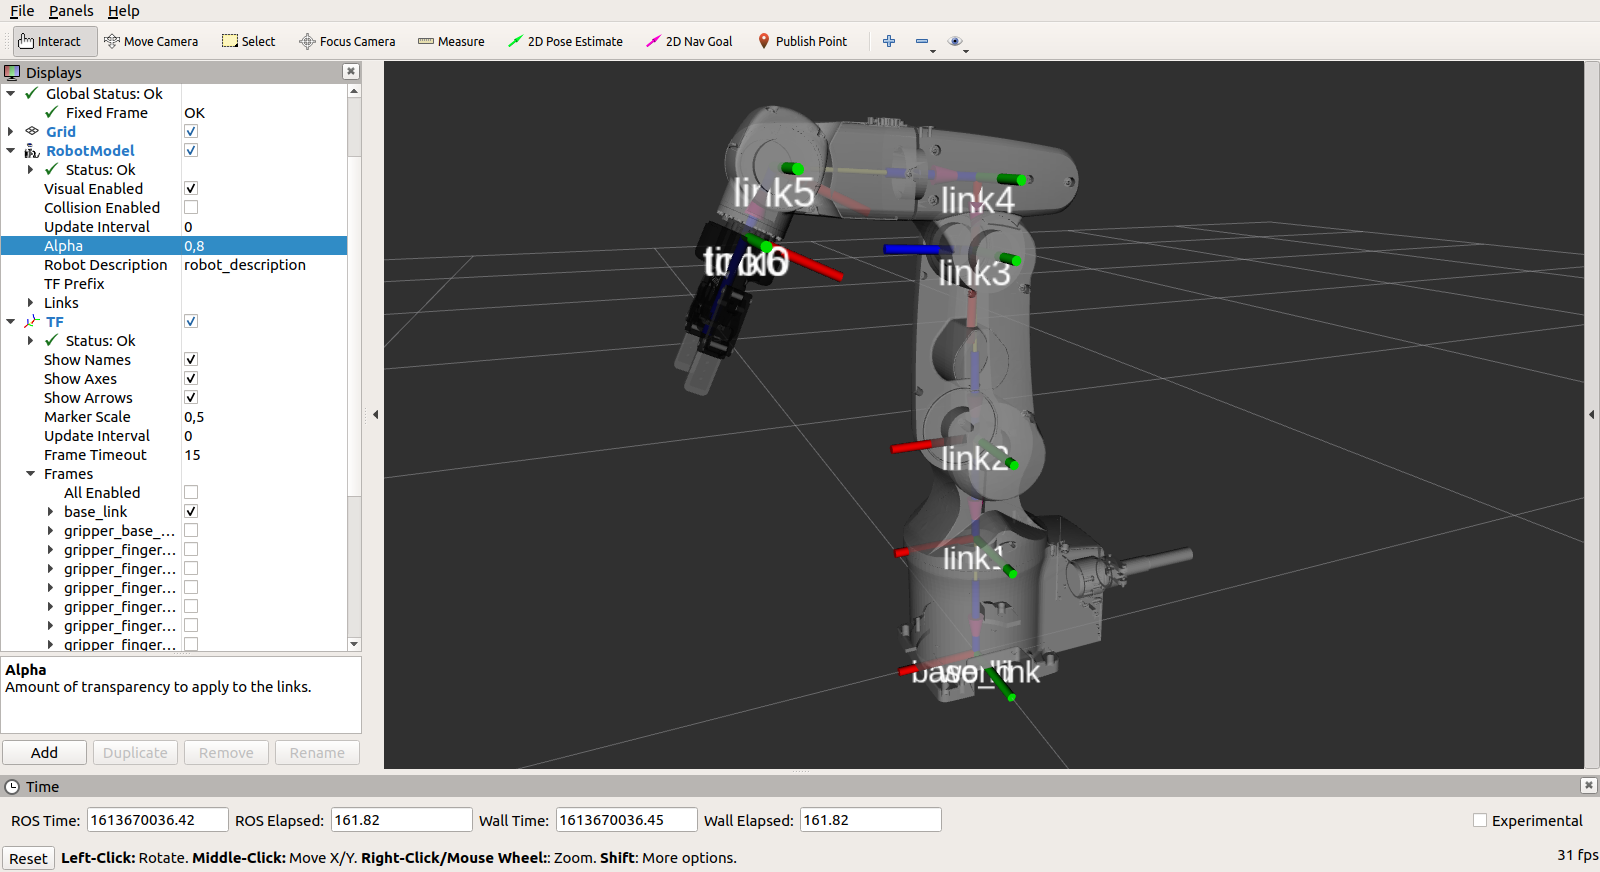 File Panels Help
Interact Move Camera Select Focus Camera Measure 2D Pose Estimate 2D Nav Goal Publish Point
Displays
Global Status: Ok
Fixed Frame OK
Grid
RobotModel
Status: Ok
Visual Enabled
Collision Enabled
Update Interval 0
Alpha 0,8
Robot Description robot_description
TF Prefix
Links
TF
Status: Ok
Show Names
Show Axes
Show Arrows
Marker Scale 0,5
Update Interval 0
Frame Timeout 15
Frames
All Enabled
base_link
gripper_base_...
gripper_finger...
gripper_finger...
gripper_finger...
gripper_finger...
gripper_finger...
gripper_finger...
Alpha
Amount of transparency to apply to the links.
Add Duplicate Remove Rename
link5
link4
link3
link2
link1
base_link
Time
ROS Time: 1613670036.42 ROS Elapsed: 161.82 Wall Time: 1613670036.45 Wall Elapsed: 161.82 Experimental
Reset Left-Click: Rotate. Middle-Click: Move X/Y. Right-Click/Mouse Wheel:: Zoom. Shift: More options. 31 fps